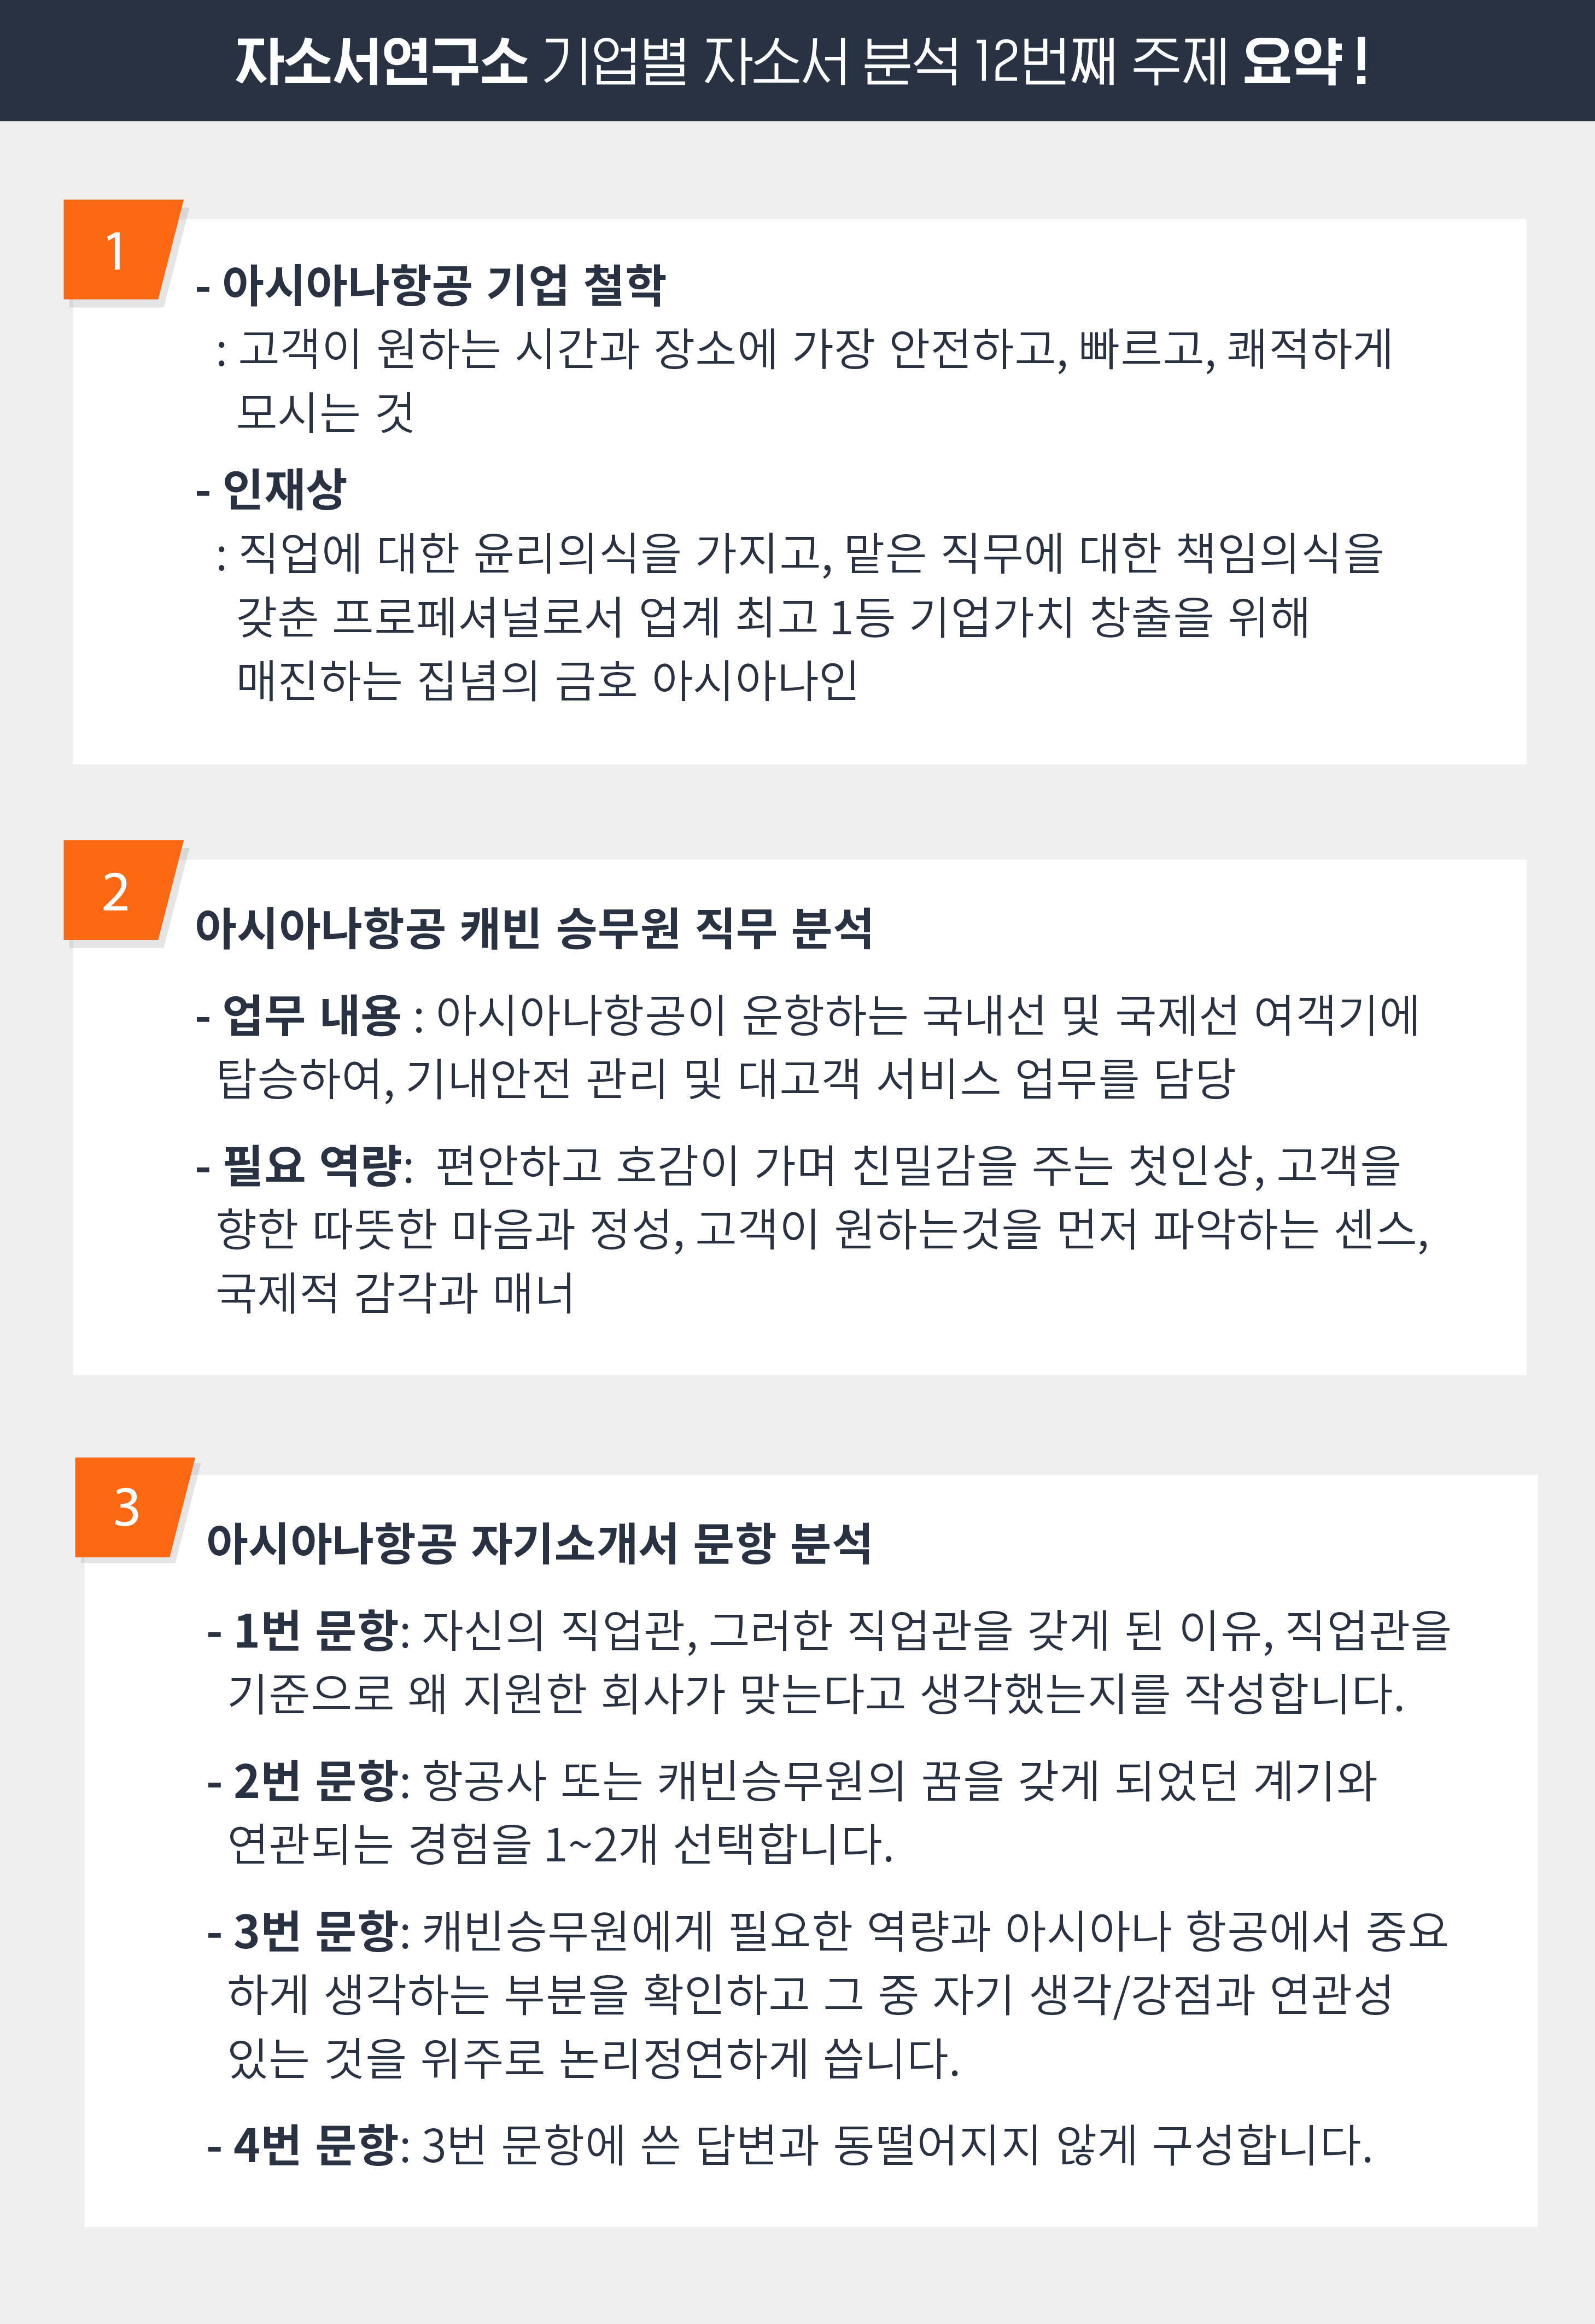 자소서연구소 기업별 자소서 분석 12번째 주제 요약!
1
- 아시아나항공 기업 철학
: 고객이 원하는 시간과 장소에 가장 안전하고, 빠르고, 쾌적하게
모시는 것
- 인재상
: 직업에 대한 윤리의식을 가지고, 맡은 직무에 대한 책임의식을
갖춘 프로페셔널로서 업계 최고 1등 기업가치 창출을 위해
매진하는 집념의 금호 아시아나인
2
아시아나항공 캐빈 승무원 직무 분석
- 업무 내용 : 아시아나항공이 운항하는 국내선 및 국제선 여객기에
탑승하여, 기내안전 관리 및 대고객 서비스 업무를 담당
- 필요 역량: 편안하고 호감이 가며 친밀감을 주는 첫인상, 고객을
향한 따뜻한 마음과 정성, 고객이 원하는것을 먼저 파악하는 센스,
국제적 감각과 매너
3
아시아나항공 자기소개서 문항 분석
- 1번 문항: 자신의 직업관, 그러한 직업관을 갖게 된 이유, 직업관을
기준으로 왜 지원한 회사가 맞는다고 생각했는지를 작성합니다.
- 2번 문항: 항공사 또는 캐빈승무원의 꿈을 갖게 되었던 계기와
연관되는 경험을 1~2개 선택합니다.
- 3번 문항: 캐빈승무원에게 필요한 역량과 아시아나 항공에서 중요
하게 생각하는 부분을 확인하고 그 중 자기 생각/강점과 연관성
있는 것을 위주로 논리정연하게 씁니다.
- 4번 문항: 3번 문항에 쓴 답변과 동떨어지지 않게 구성합니다.